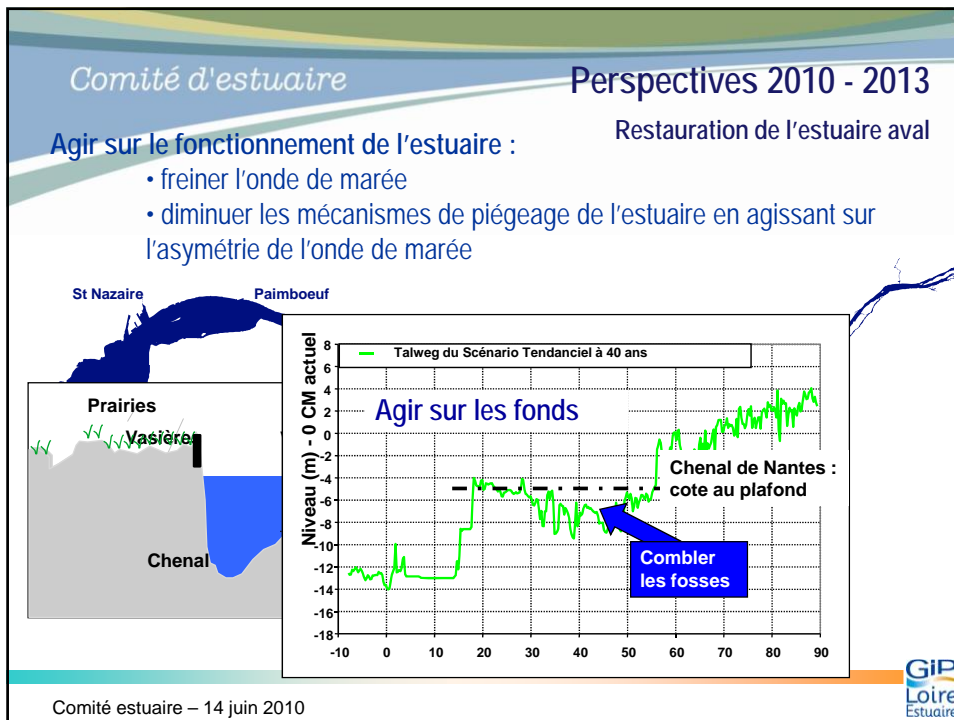 Comité d'estuaire
Perspectives 2010 - 2013
Restauration de l'estuaire aval
Agir sur le fonctionnement de l'estuaire :
• freiner l'onde de marée
• diminuer les mécanismes de piégeage de l'estuaire en agissant sur
l'asymétrie de l'onde de marée
St Nazaire
Paimboeuf
Prairies
Vasière
Chenal
Niveau (m) - 0 CM actuel
8
6
4
2
0
-2
-4
-6
-8
-10
-12
-14
-16
-18
Talweg du Scénario Tendanciel à 40 ans
Agir sur les fonds
Chenal de Nantes :
cote au plafond
Combler
les fosses
-10 0 10 20 30 40 50 60 70 80 90
Comité estuaire – 14 juin 2010
GiP
Loire
Estuaire